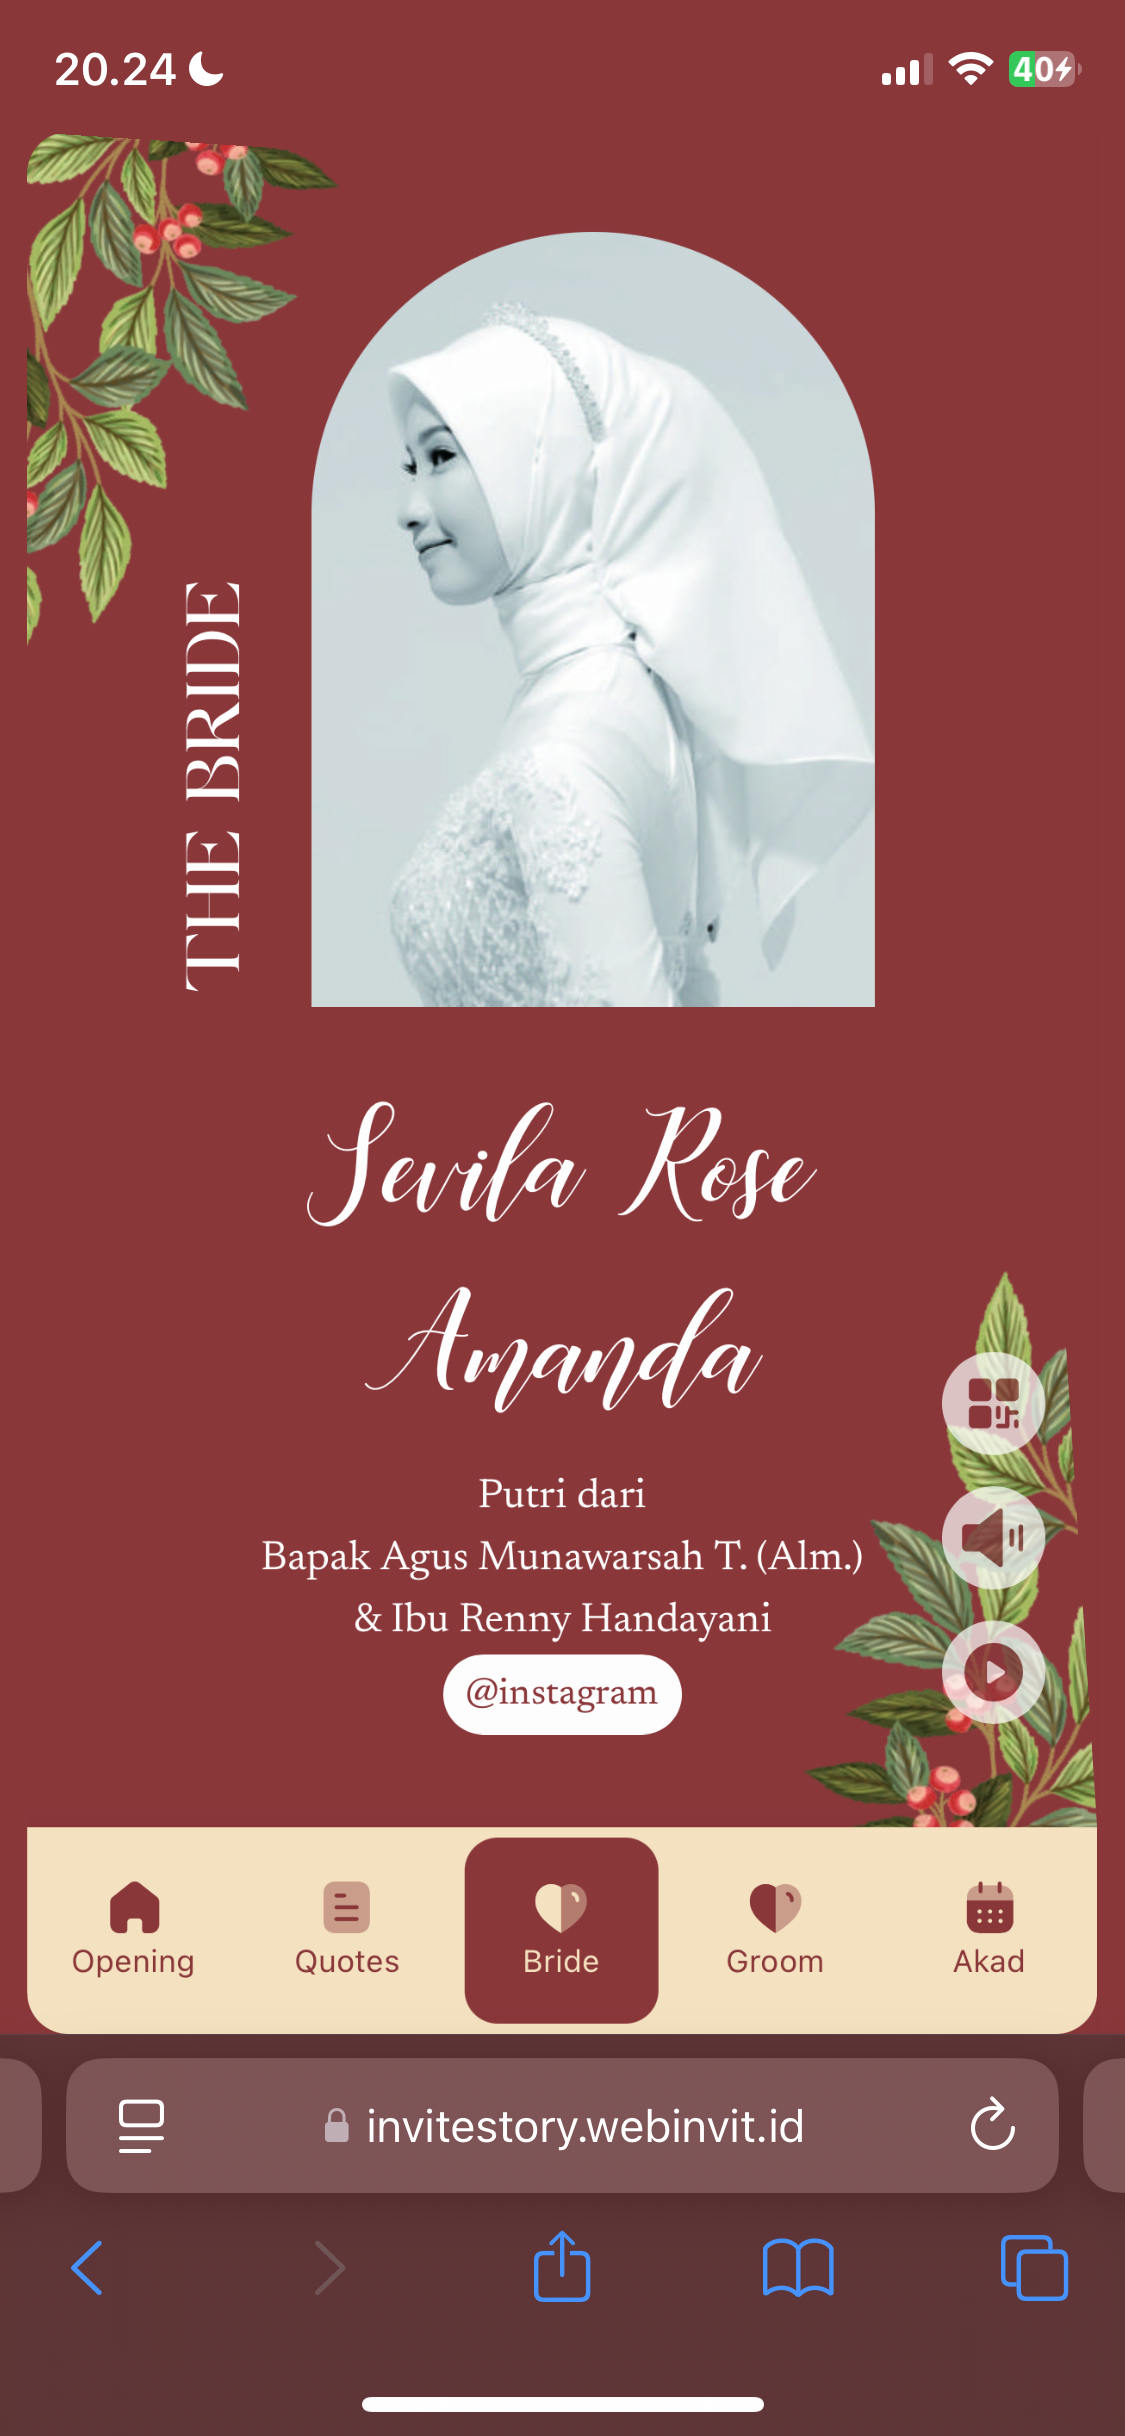 20.24
40
THE BRIDE
Sevila Rose
Amanda
Putri dari
Bapak Agus Munawarsah T. (Alm.)
& Ibu Renny Handayani
@instagram
Opening
Quotes
Bride
Groom
Akad
invitestory.webinvit.id